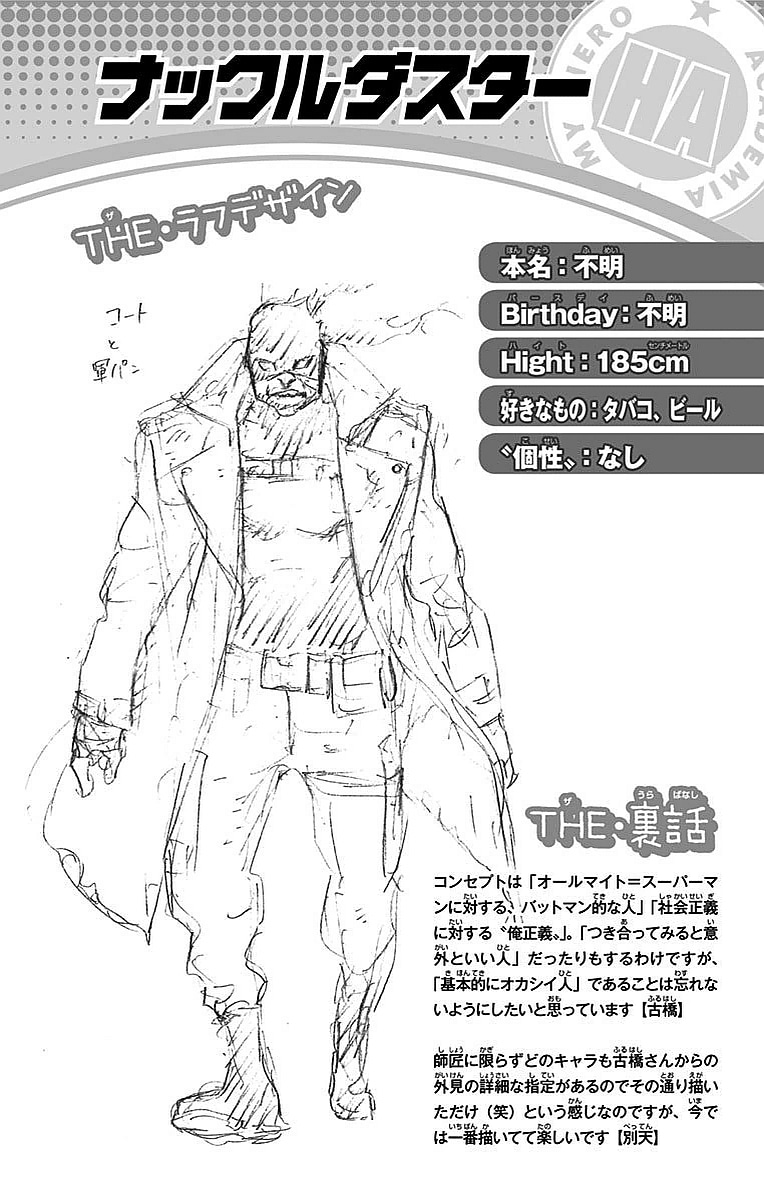 ナックルダスター
MY HERO ACADEMIA
HA
THE・ラフデザイン
コート
と
軍パン
本名：不明
Birthday：不明
Hight：185cm
好きなもの：タバコ、ビール
〝個性〟：なし
THE・裏話
コンセプトは「オールマイト＝スーパーマ
ンに対する、バットマン的な人」「社会正義
に対する〝俺正義〟」。「つき合ってみると意
外といい人」だったりもするわけですが、
「基本的にオカシイ人」であることは忘れな
いようにしたいと思っています【古橋】
師匠に限らずどのキャラも古橋さんからの
外見の詳細な指定があるのでその通り描い
ただけ（笑）という感じなのですが、今で
は一番描いてて楽しいです【別天】